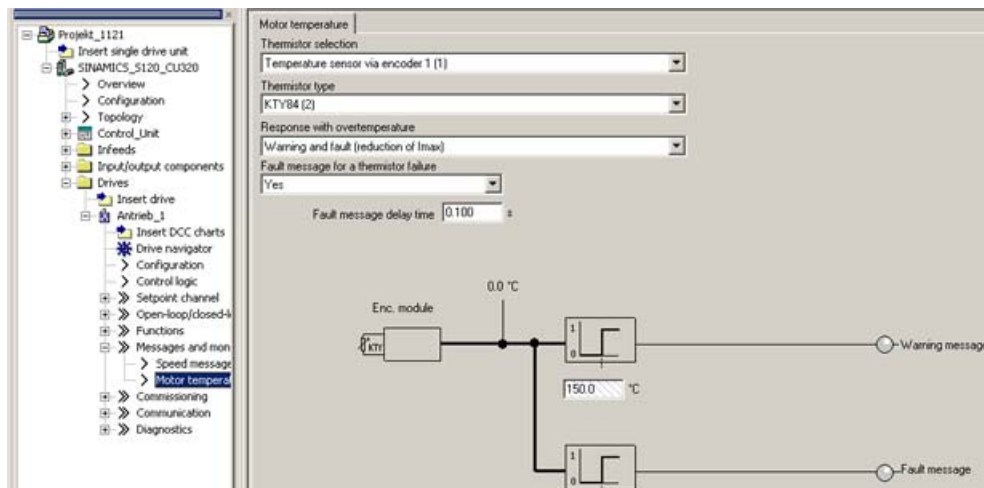 Projekt_1121
Insert single drive unit
SINAMICS_S120_CU320
Overview
Configuration
Topology
Control_Unit
Infeeds
Input/output components
Drives
Insert drive
Antrieb_1
Insert DCC charts
Drive navigator
Configuration
Control logic
Setpoint channel
Open-loop/closed-l
Functions
Messages and mon
Speed message
Motor tempera
Commissioning
Communication
Diagnostics
Motor temperature
Thermistor selection
Temperature sensor via encoder 1 (1)
Thermistor type
KTY84 (2)
Response with overtemperature
Warning and fault (reduction of Imax)
Fault message for a thermistor failure
Yes
Fault message delay time 0.100 s
0.0 °C
Enc. module
KTY
1
0
Warning message
150.0 °C
1
0
Fault message